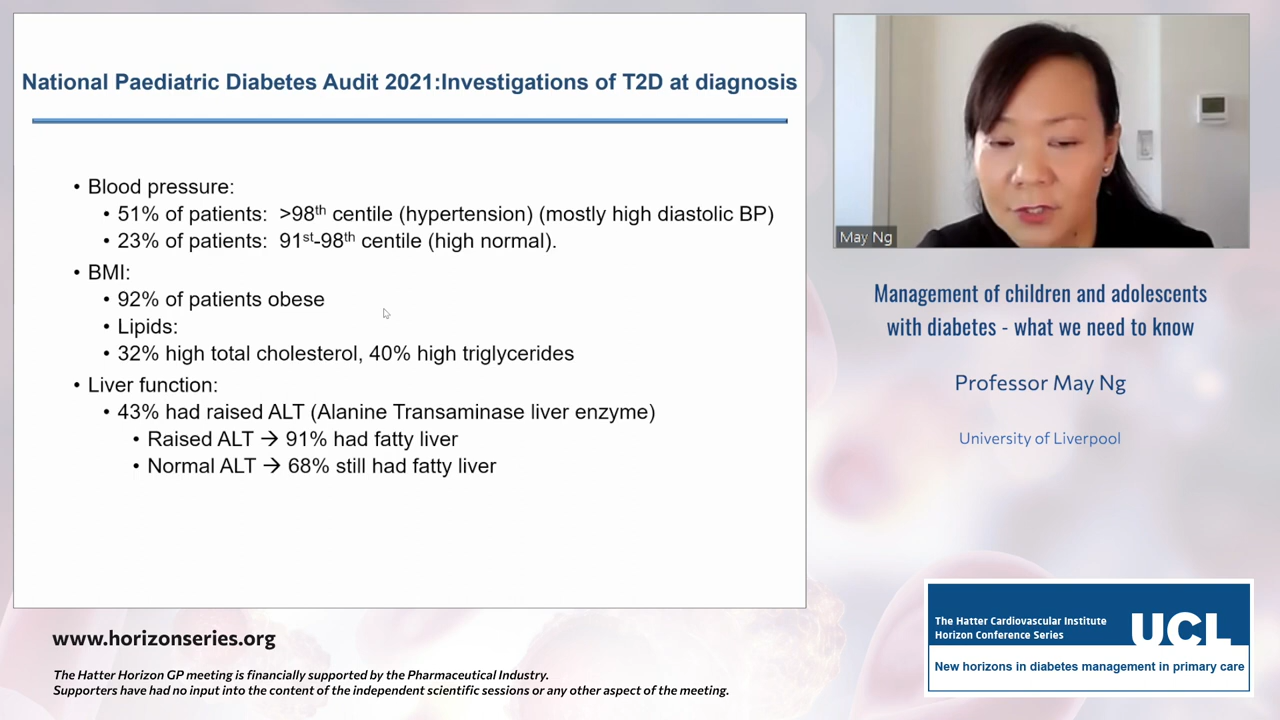 National Paediatric Diabetes Audit 2021:Investigations of T2D at diagnosis
• Blood pressure:
• 51% of patients: >98th centile (hypertension) (mostly high diastolic BP)
• 23% of patients: 91st-98th centile (high normal).
• BMI:
• 92% of patients obese
• Lipids:
• 32% high total cholesterol, 40% high triglycerides
• Liver function:
• 43% had raised ALT (Alanine Transaminase liver enzyme)
• Raised ALT → 91% had fatty liver
• Normal ALT → 68% still had fatty liver
May Ng
Management of children and adolescents
with diabetes - what we need to know
Professor May Ng
University of Liverpool
www.horizonseries.org
The Hatter Horizon GP meeting is financially supported by the Pharmaceutical Industry.
Supporters have had no input into the content of the independent scientific sessions or any other aspect of the meeting.
The Hatter Cardiovascular Institute
Horizon Conference Series
UCL
New horizons in diabetes management in primary care